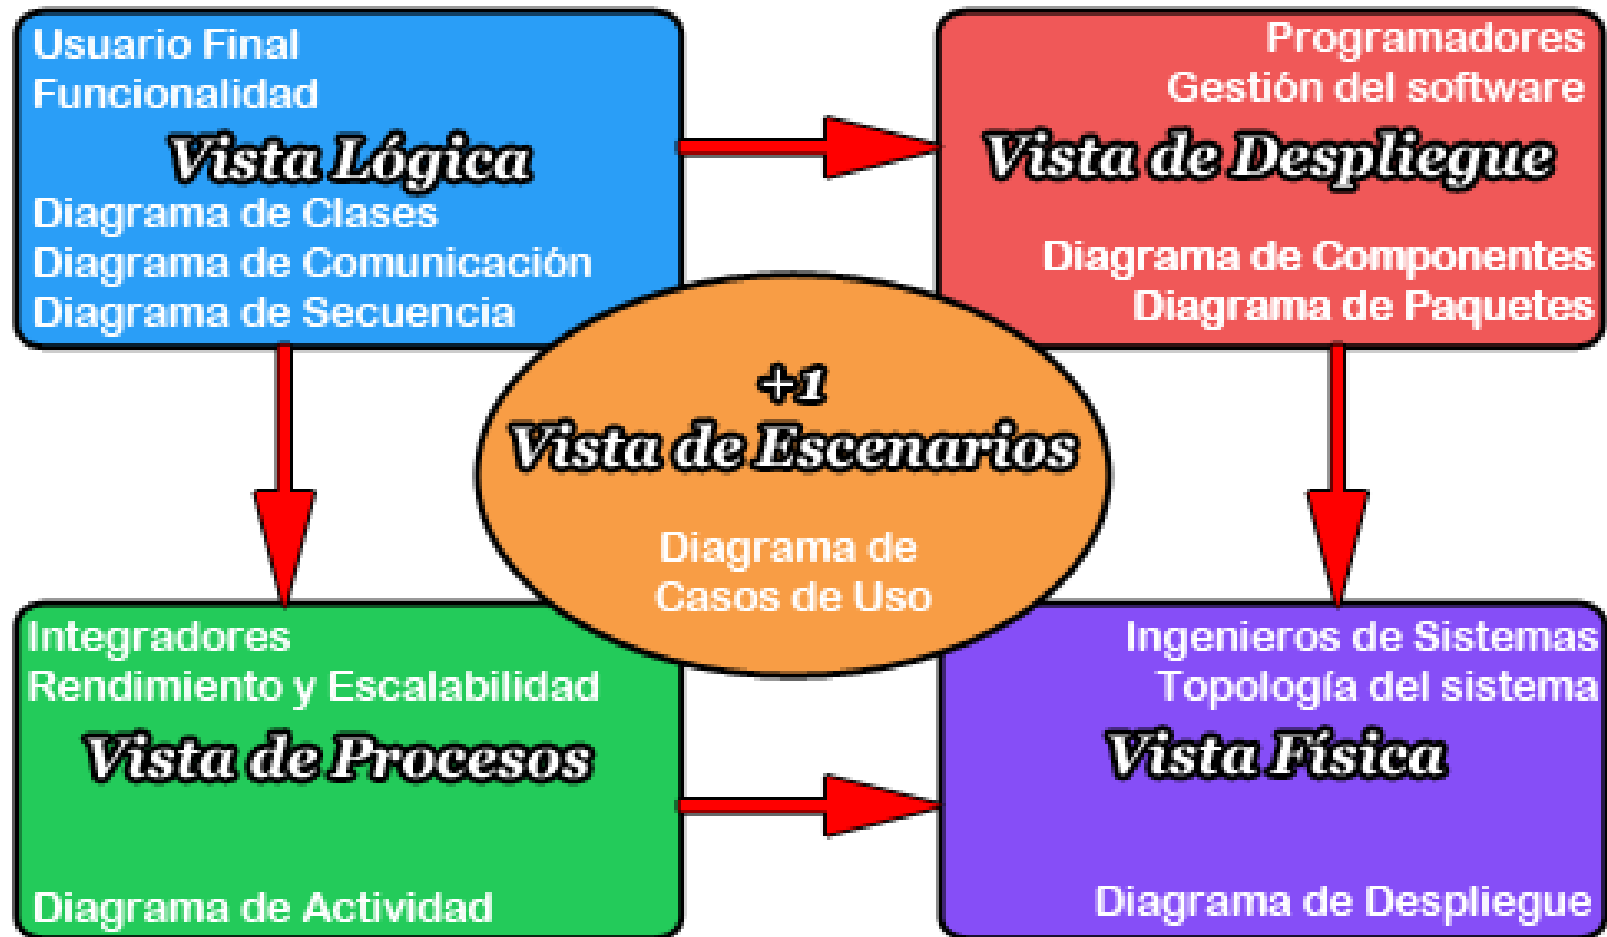 Usuario Final
Funcionalidad
Vista Lógica
Diagrama de Clases
Diagrama de Comunicación
Diagrama de Secuencia
Programadores
Gestión del software
Vista de Despliegue
Diagrama de Componentes
Diagrama de Paquetes
+1
Vista de Escenarios
Diagrama de
Casos de Uso
Integradores
Rendimiento y Escalabilidad
Vista de Procesos
Diagrama de Actividad
Ingenieros de Sistemas
Topología del sistema
Vista Física
Diagrama de Despliegue